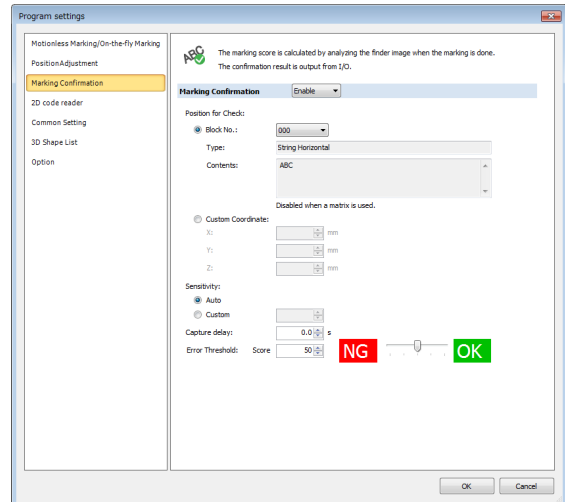 Program settings
Motionless Marking/On-the-fly Marking
PositionAdjustment
Marking Confirmation
2D code reader
Common Setting
3D Shape List
Option
ABC
The marking score is calculated by analyzing the finder image when the marking is done.
The confirmation result is output from I/O.
Marking Confirmation Enable
Position for Check:
Block No.: 000
Type: String Horizontal
Contents: ABC
Disabled when a matrix is used.
Custom Coordinate:
X: mm
Y: mm
Z: mm
Sensitivity:
Auto
Custom
Capture delay: 0.0 s
Error Threshold: Score 50 NG OK
OK Cancel